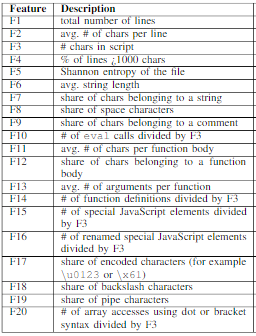 Feature Description
F1 total number of lines
F2 avg. # of chars per line
F3 # chars in script
F4 % of lines ¿1000 chars
F5 Shannon entropy of the file
F6 avg. string length
F7 share of chars belonging to a string
F8 share of space characters
F9 share of chars belonging to a comment
F10 # of eval calls divided by F3
F11 avg. # of chars per function body
F12 share of chars belonging to a function
body
F13 avg. # of arguments per function
F14 # of function definitions divided by F3
F15 # of special JavaScript elements divided
by F3
F16 # of renamed special JavaScript elements
divided by F3
F17 share of encoded characters (for example
\u0123 or \x61)
F18 share of backslash characters
F19 share of pipe characters
F20 # of array accesses using dot or bracket
syntax divided by F3